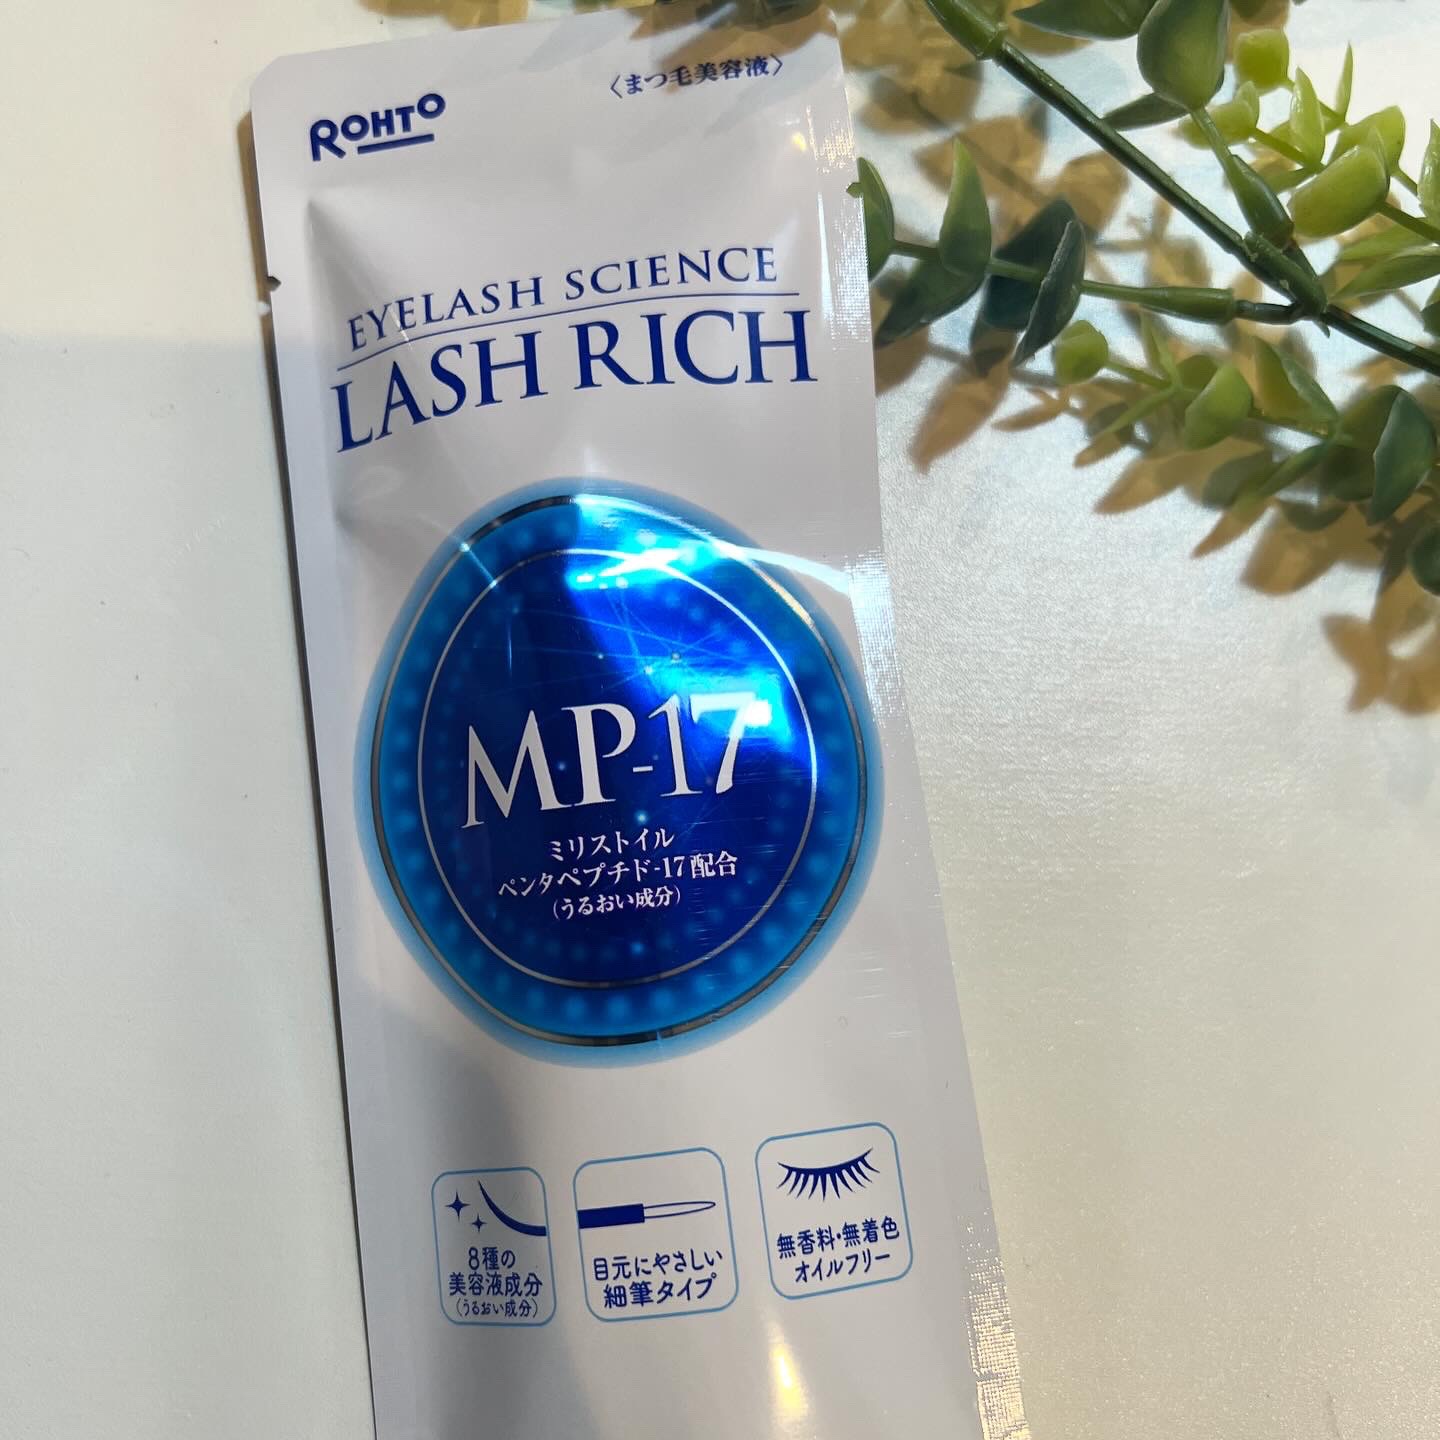 ROHTO
〈まつ毛美容液〉
EYELASH SCIENCE
LASH RICH
MP-17
ミリストイル
ペンタペプチド-17配合
(うるおい成分)
8種の
美容液成分
(うるおい成分)
目元にやさしい
細筆タイプ
無香料・無着色
オイルフリー